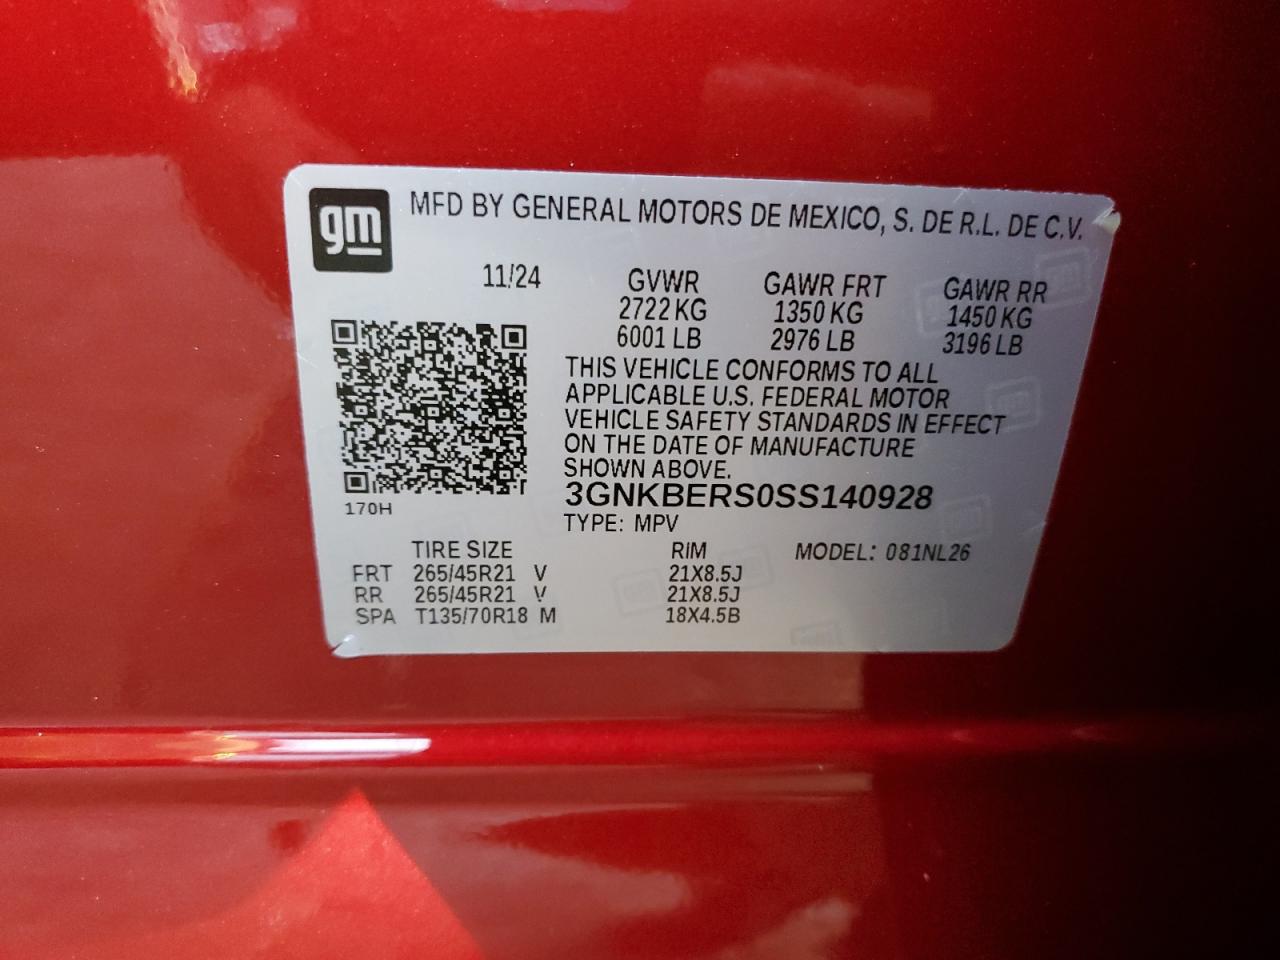 gm
MFD BY GENERAL MOTORS DE MEXICO, S. DE R.L. DE C.V.
11/24 GVWR GAWR FRT GAWR RR
2722 KG 1350 KG 1450 KG
6001 LB 2976 LB 3196 LB
THIS VEHICLE CONFORMS TO ALL
APPLICABLE U.S. FEDERAL MOTOR
VEHICLE SAFETY STANDARDS IN EFFECT
ON THE DATE OF MANUFACTURE
SHOWN ABOVE.
3GNKBERS0SS140928
170H
TYPE: MPV
TIRE SIZE RIM MODEL: 081NL26
FRT 265/45R21 V 21X8.5J
RR 265/45R21 V 21X8.5J
SPA T135/70R18 M 18X4.5B